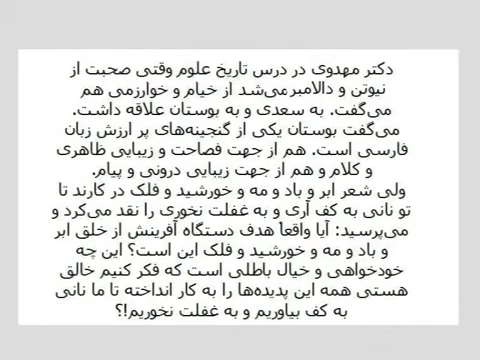 دکتر مهدوی در درس تاریخ علوم وقتی صحبت از
نیوتن و دالامبر می‌شد از خیام و خوارزمی هم
می‌گفت. به سعدی و به بوستان علاقه داشت.
می‌گفت بوستان یکی از گنجینه‌های پر ارزش زبان
فارسی است. هم از جهت فصاحت و زیبایی ظاهری
و کلام و هم از جهت زیبایی درونی و پیام.
ولی شعر ابر و باد و مه و خورشید و فلک در کارند تا
تو نانی به کف آری و به غفلت نخوری را نقد می‌کرد و
می‌پرسید: آیا واقعاً هدف دستگاه آفرینش از خلق ابر
و باد و مه و خورشید و فلک این است؟ این چه
خودخواهی و خیال باطلی است که فکر کنیم خالق
هستی همه این پدیده‌ها را به کار انداخته تا ما نانی
به کف بیاوریم و به غفلت نخوریم!؟